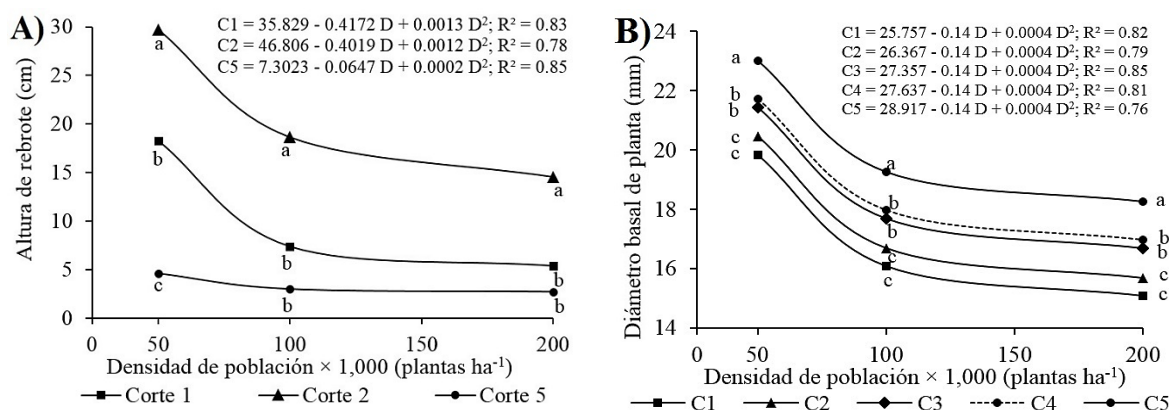 A)
C1 = 35.829 - 0.4172 D + 0.0013 D²; R² = 0.83
C2 = 46.806 - 0.4019 D + 0.0012 D²; R² = 0.78
C5 = 7.3023 - 0.0647 D + 0.0002 D²; R² = 0.85
Altura de rebrote (cm)
30
25
20
15
10
5
0
a
b
c
a
b
b
a
b
b
0 50 100 150 200
Densidad de población × 1,000 (plantas ha⁻¹)
Corte 1 Corte 2 Corte 5
B)
C1 = 25.757 - 0.14 D + 0.0004 D²; R² = 0.82
C2 = 26.367 - 0.14 D + 0.0004 D²; R² = 0.79
C3 = 27.357 - 0.14 D + 0.0004 D²; R² = 0.85
C4 = 27.637 - 0.14 D + 0.0004 D²; R² = 0.81
C5 = 28.917 - 0.14 D + 0.0004 D²; R² = 0.76
Diámetro basal de planta (mm)
24
22
20
18
16
14
a
b
b
c
c
a
b
b
c
c
a
b
b
c
c
0 50 100 150 200
Densidad de población × 1,000 (plantas ha⁻¹)
C1 C2 C3 C4 C5